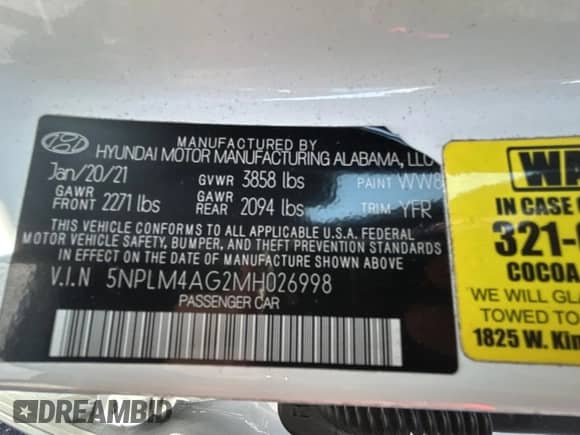 MANUFACTURED BY
HYUNDAI MOTOR MANUFACTURING ALABAMA, LLC
Jan/20/21 GVWR 3858 lbs PAINT WW8
GAWR FRONT 2271 lbs GAWR REAR 2094 lbs TRIM YFR
THIS VEHICLE CONFORMS TO ALL APPLICABLE U.S.A. FEDERAL
MOTOR VEHICLE SAFETY, BUMPER, AND THEFT PREVENTION STANDARDS
IN EFFECT ON THE DATE OF MANUFACTURE SHOWN ABOVE.
V.I.N 5NPLM4AG2MH026998
PASSENGER CAR
WA
IN CASE
321-
COCOA
WE WILL GLA
TOWED TO
1825 W. Kin
DREAMBID